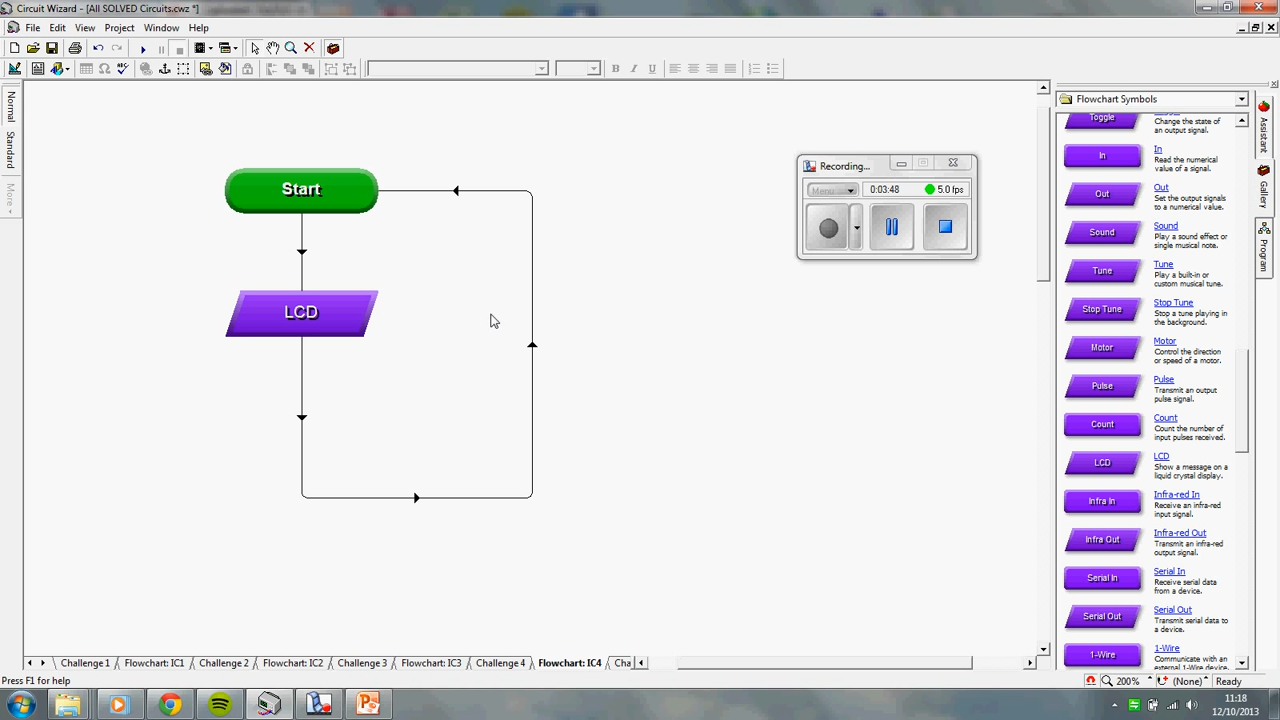 Circuit Wizard - [All SOLVED Circuits.cwz *]
File Edit View Project Window Help
B I U
Normal
Standard
More
Start
LCD
Recording...
Menu 0:03:48 5.0 fps
Flowchart Symbols
Toggle
Change the state of
an output signal.
In
In
Read the numerical
value of a signal.
Out
Out
Set the output signals
to a numerical value.
Sound
Sound
Play a sound effect or
single musical note.
Tune
Tune
Play a built-in or
custom musical tune.
Stop Tune
Stop Tune
Stop a tune playing in
the background.
Motor
Motor
Control the direction
or speed of a motor.
Pulse
Pulse
Transmit an output
pulse signal.
Count
Count
Count the number of
input pulses received.
LCD
LCD
Show a message on a
liquid crystal display.
Infra In
Infra-red In
Receive an infra-red
input signal.
Infra Out
Infra-red Out
Transmit an infra-red
output signal.
Serial In
Serial In
Receive serial data
from a device.
Serial Out
Serial Out
Transmit serial data to
a device.
1-Wire
1-Wire
Communicate with an
external 1-Wire device.
Assistant
Gallery
Program
Challenge 1 Flowchart: IC1 Challenge 2 Flowchart: IC2 Challenge 3 Flowchart: IC3 Challenge 4 Flowchart: IC4 Cha
Press F1 for help 200% (None) Ready
11:18
12/10/2013